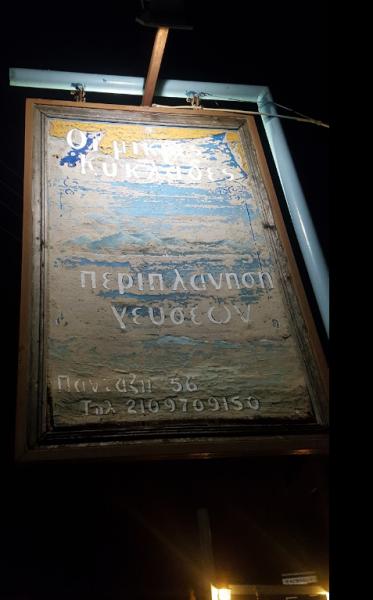 Οι μικρές
Κυκλάδες
περιπλάνηση
γεύσεων
Πανταζή 56
Τηλ 2109709150